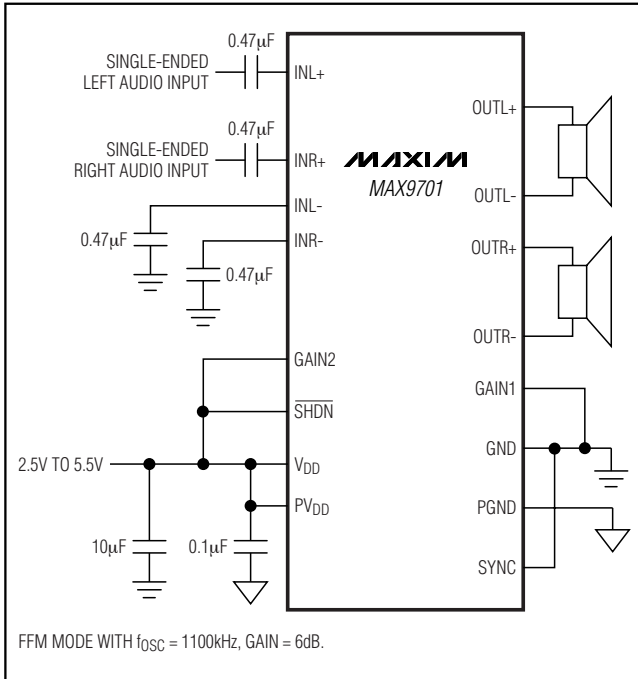 0.47μF
SINGLE-ENDED
LEFT AUDIO INPUT
INL+
OUTL+
0.47μF
SINGLE-ENDED
RIGHT AUDIO INPUT
INR+
MAXIM
MAX9701
OUTL-
INL-
0.47μF
INR-
OUTR+
0.47μF
OUTR-
GAIN2
GAIN1
SHDN
GND
2.5V TO 5.5V
VDD
PVDD
PGND
10μF
0.1μF
SYNC
FFM MODE WITH fOSC = 1100kHz, GAIN = 6dB.